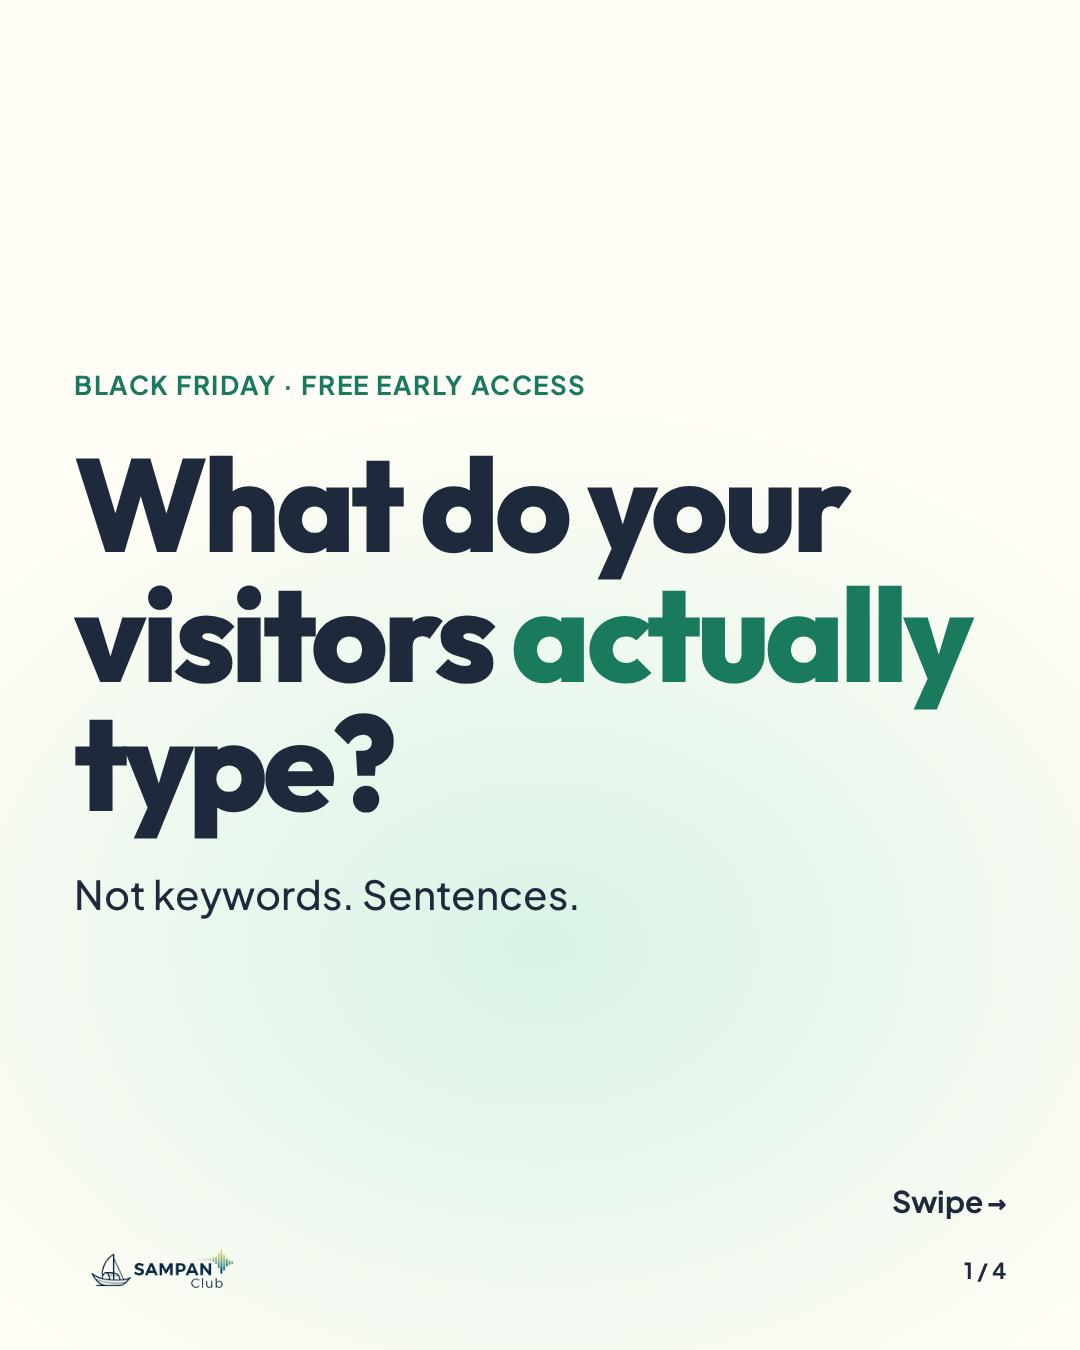 BLACK FRIDAY · FREE EARLY ACCESS
What do your
visitors actually
type?
Not keywords. Sentences.
Swipe →
SAMPAN
Club
1 / 4